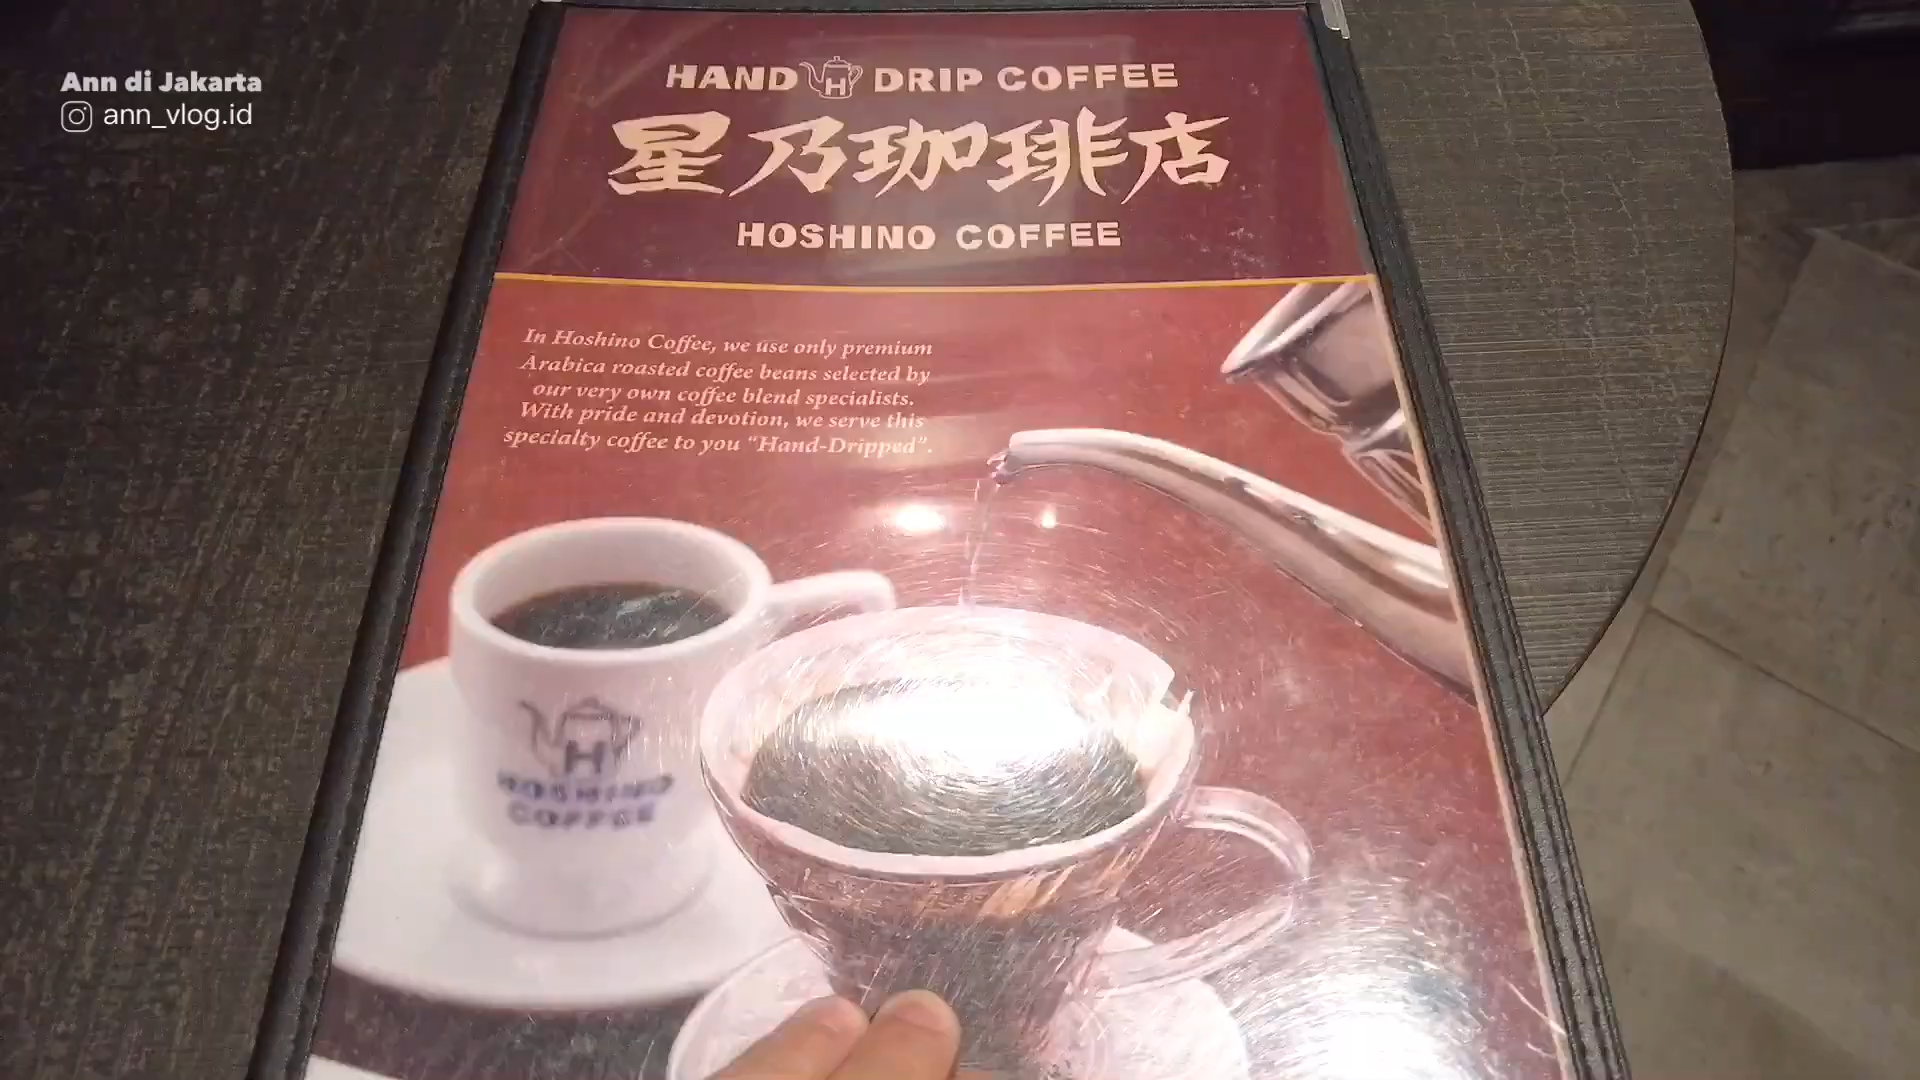 Ann di Jakarta
ann_vlog.id
HAND H DRIP COFFEE
星乃珈琲店
HOSHINO COFFEE
In Hoshino Coffee, we use only premium
Arabica roasted coffee beans selected by
our very own coffee blend specialists.
With pride and devotion, we serve this
specialty coffee to you “Hand-Dripped”.
H
HOSHINO
COFFEE